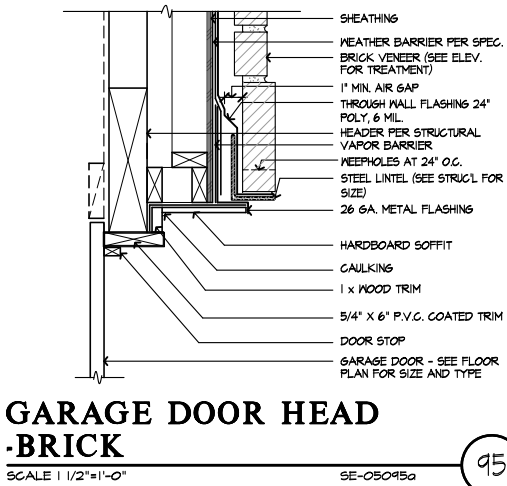 SHEATHING
WEATHER BARRIER PER SPEC.
BRICK VENEER (SEE ELEV.
FOR TREATMENT)
1" MIN. AIR GAP
THROUGH WALL FLASHING 24"
POLY, 6 MIL.
HEADER PER STRUCTURAL
VAPOR BARRIER
WEEPHOLES AT 24" O.C.
STEEL LINTEL (SEE STRUC'L FOR
SIZE)
26 GA. METAL FLASHING
HARDBOARD SOFFIT
CAULKING
1 x WOOD TRIM
5/4" X 6" P.V.C. COATED TRIM
DOOR STOP
GARAGE DOOR - SEE FLOOR
PLAN FOR SIZE AND TYPE
GARAGE DOOR HEAD
-BRICK
SCALE 1 1/2"=1'-0"
SE-05095a
95